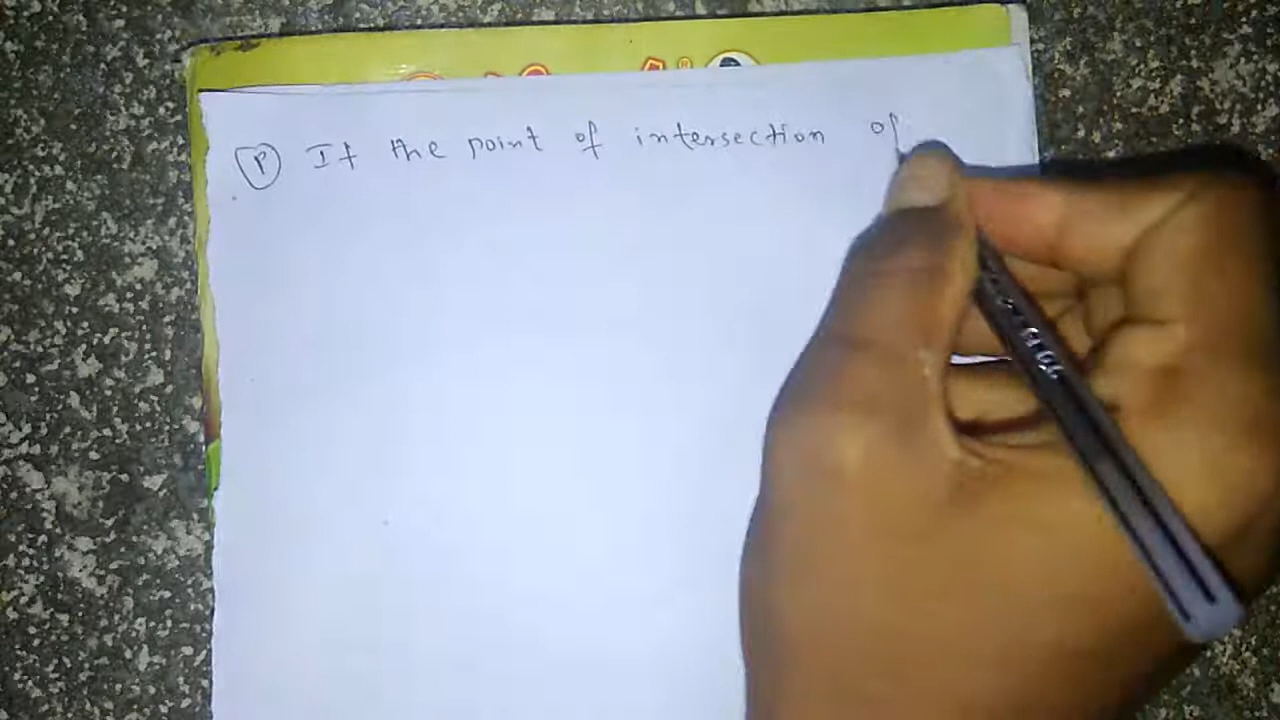 (P) If the point of intersection of